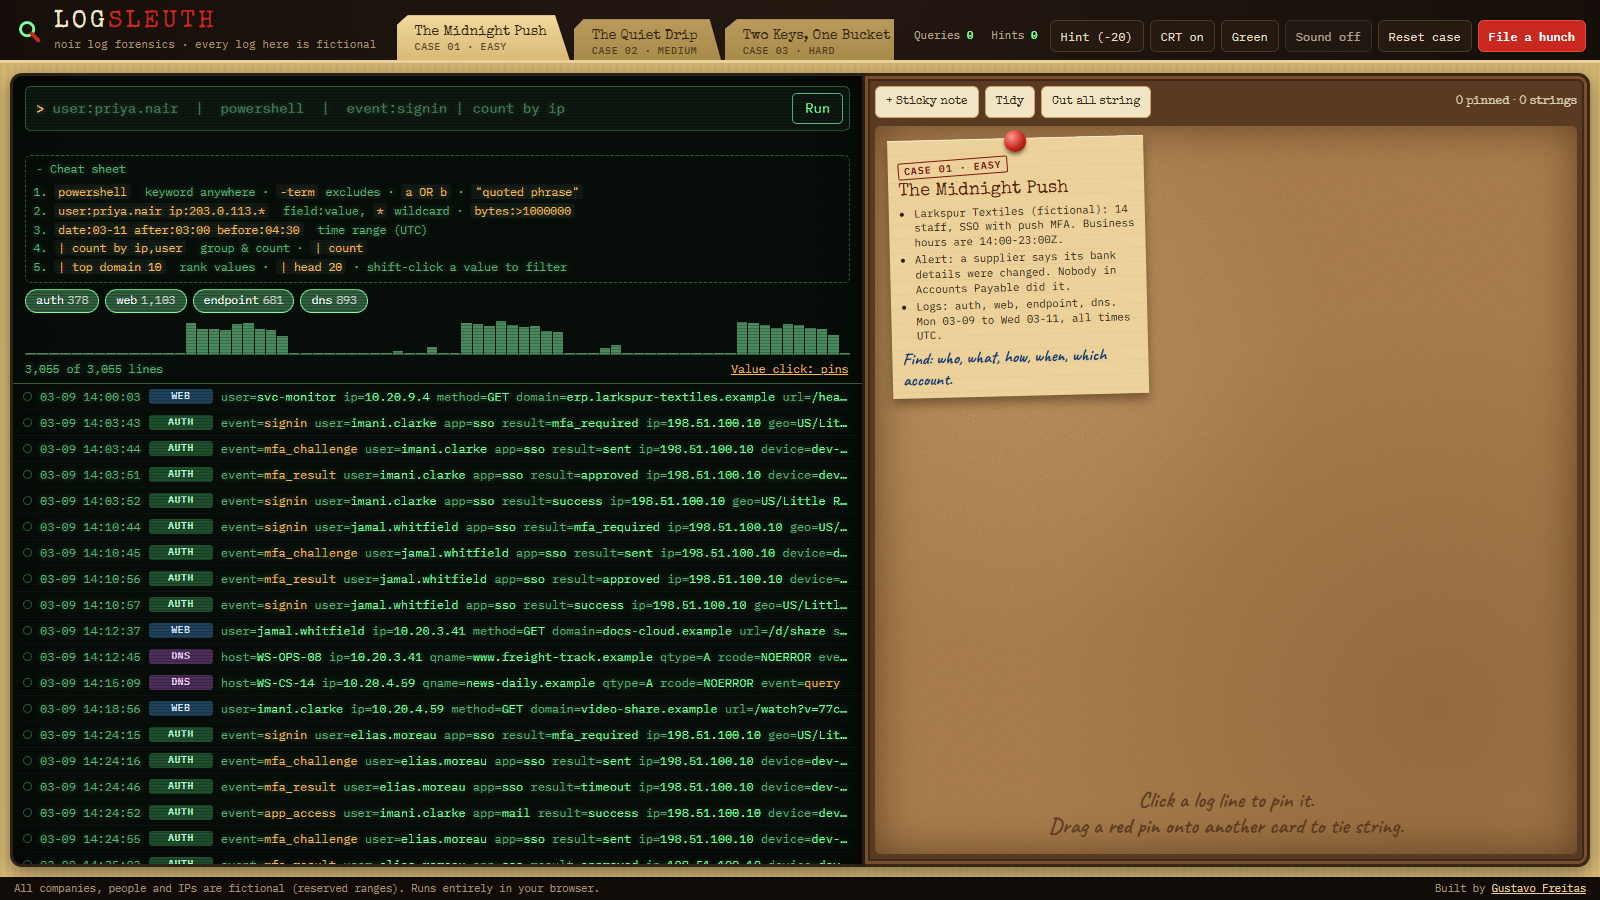 LOGSLEUTH
noir log forensics · every log here is fictional
The Midnight Push
CASE 01 · EASY
The Quiet Drip
CASE 02 · MEDIUM
Two Keys, One Bucket
CASE 03 · HARD
Queries 0
Hints 0
Hint (-20)
CRT on
Green
Sound off
Reset case
File a hunch
> user:priya.nair | powershell | event:signin | count by ip
Run
- Cheat sheet
1. powershell keyword anywhere · -term excludes · a OR b · "quoted phrase"
2. user:priya.nair ip:203.0.113.* field:value, * wildcard · bytes:>1000000
3. date:03-11 after:03:00 before:04:30 time range (UTC)
4. | count by ip,user group & count · | count
5. | top domain 10 rank values · | head 20 · shift-click a value to filter
auth 378 web 1,103 endpoint 681 dns 893
3,055 of 3,055 lines
Value click: pins
03-09 14:00:03 WEB user=svc-monitor ip=10.20.9.4 method=GET domain=erp.larkspur-textiles.example url=/hea…
03-09 14:03:43 AUTH event=signin user=imani.clarke app=sso result=mfa_required ip=198.51.100.10 geo=US/Lit…
03-09 14:03:44 AUTH event=mfa_challenge user=imani.clarke app=sso result=sent ip=198.51.100.10 device=dev-…
03-09 14:03:51 AUTH event=mfa_result user=imani.clarke app=sso result=approved ip=198.51.100.10 device=dev…
03-09 14:03:52 AUTH event=signin user=imani.clarke app=sso result=success ip=198.51.100.10 geo=US/Little R…
03-09 14:10:44 AUTH event=signin user=jamal.whitfield app=sso result=mfa_required ip=198.51.100.10 geo=US/…
03-09 14:10:45 AUTH event=mfa_challenge user=jamal.whitfield app=sso result=sent ip=198.51.100.10 device=d…
03-09 14:10:56 AUTH event=mfa_result user=jamal.whitfield app=sso result=approved ip=198.51.100.10 device=…
03-09 14:10:57 AUTH event=signin user=jamal.whitfield app=sso result=success ip=198.51.100.10 geo=US/Littl…
03-09 14:12:37 WEB user=jamal.whitfield ip=10.20.3.41 method=GET domain=docs-cloud.example url=/d/share s…
03-09 14:12:45 DNS host=WS-OPS-08 ip=10.20.3.41 qname=www.freight-track.example qtype=A rcode=NOERROR eve…
03-09 14:15:09 DNS host=WS-CS-14 ip=10.20.4.59 qname=news-daily.example qtype=A rcode=NOERROR event=query
03-09 14:18:56 WEB user=imani.clarke ip=10.20.4.59 method=GET domain=video-share.example url=/watch?v=77c…
03-09 14:24:15 AUTH event=signin user=elias.moreau app=sso result=mfa_required ip=198.51.100.10 geo=US/Lit…
03-09 14:24:16 AUTH event=mfa_challenge user=elias.moreau app=sso result=sent ip=198.51.100.10 device=dev-…
03-09 14:24:46 AUTH event=mfa_result user=elias.moreau app=sso result=timeout ip=198.51.100.10 device=dev-…
03-09 14:24:52 AUTH event=app_access user=imani.clarke app=mail result=success ip=198.51.100.10 device=dev…
03-09 14:24:55 AUTH event=mfa_challenge user=elias.moreau app=sso result=sent ip=198.51.100.10 device=dev-…
+ Sticky note
Tidy
Cut all string
0 pinned · 0 strings
CASE 01 · EASY
The Midnight Push
• Larkspur Textiles (fictional): 14
staff, SSO with push MFA. Business
hours are 14:00-23:00Z.
• Alert: a supplier says its bank
details were changed. Nobody in
Accounts Payable did it.
• Logs: auth, web, endpoint, dns.
Mon 03-09 to Wed 03-11, all times
UTC.
Find: who, what, how, when, which
account.
Click a log line to pin it.
Drag a red pin onto another card to tie string.
All companies, people and IPs are fictional (reserved ranges). Runs entirely in your browser.
Built by Gustavo Freitas